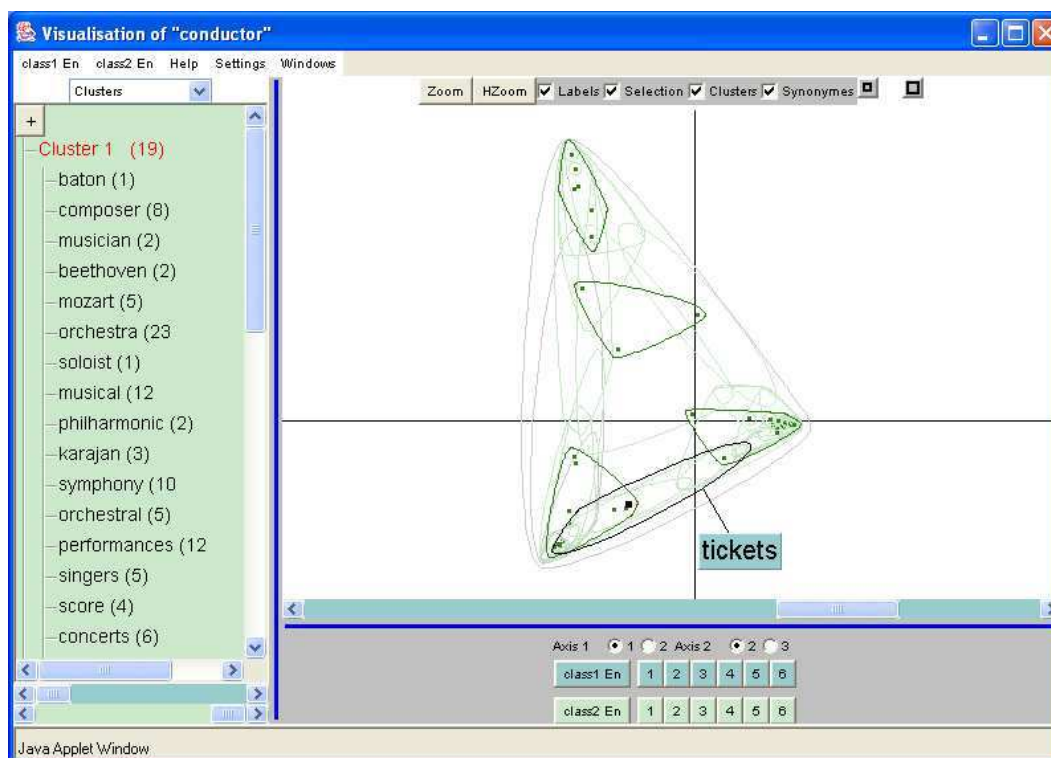 Visualisation of "conductor"
class1 En class2 En Help Settings Windows
Clusters
Zoom HZoom Labels Selection Clusters Synonymes
+
Cluster 1 (19)
baton (1)
composer (8)
musician (2)
beethoven (2)
mozart (5)
orchestra (23
soloist (1)
musical (12
philharmonic (2)
karajan (3)
symphony (10
orchestral (5)
performances (12
singers (5)
score (4)
concerts (6)
tickets
Axis 1 1 2 Axis 2 2 3
class1 En 1 2 3 4 5 6
class2 En 1 2 3 4 5 6
Java Applet Window